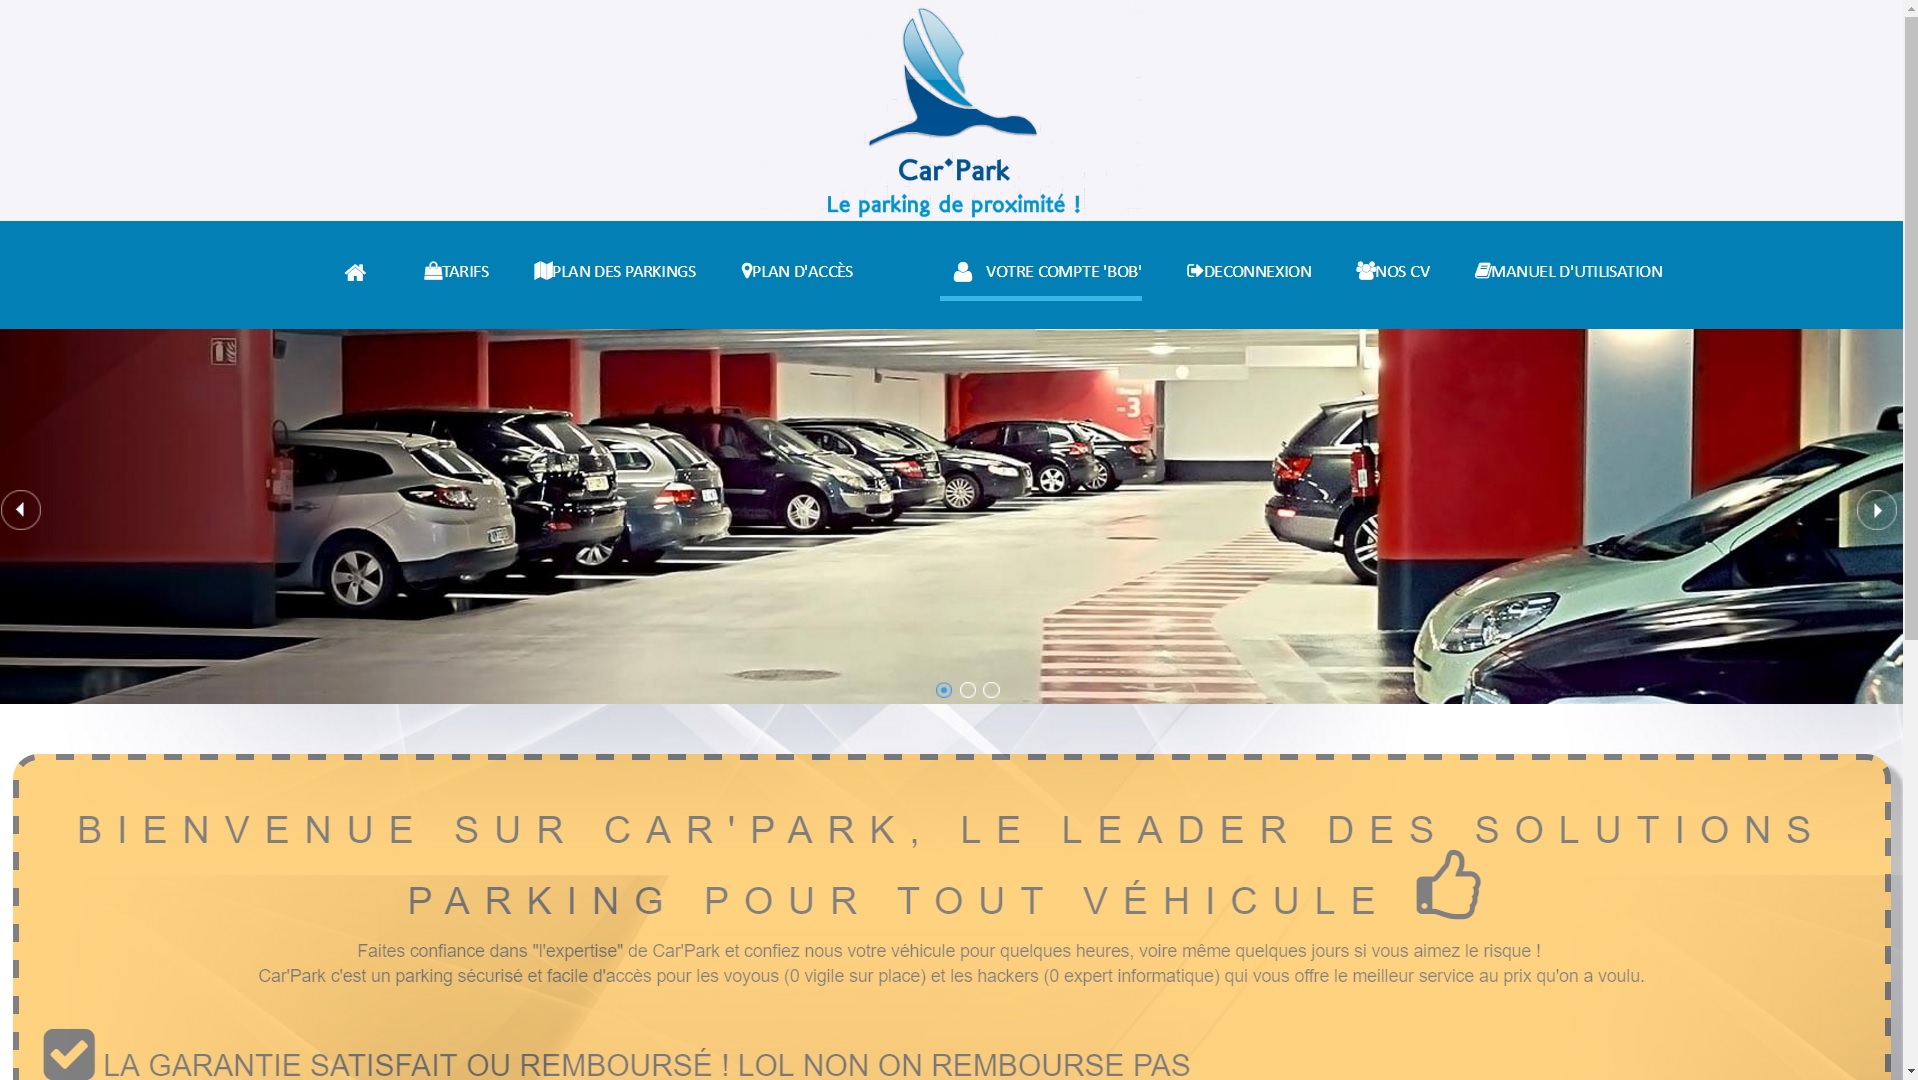 Car'Park
Le parking de proximité !
TARIFS PLAN DES PARKINGS PLAN D'ACCÈS VOTRE COMPTE 'BOB' DECONNEXION NOS CV MANUEL D'UTILISATION
-3
BIENVENUE SUR CAR'PARK, LE LEADER DES SOLUTIONS
PARKING POUR TOUT VÉHICULE
Faites confiance dans "l'expertise" de Car'Park et confiez nous votre véhicule pour quelques heures, voire même quelques jours si vous aimez le risque !
Car'Park c'est un parking sécurisé et facile d'accès pour les voyous (0 vigile sur place) et les hackers (0 expert informatique) qui vous offre le meilleur service au prix qu'on a voulu.
LA GARANTIE SATISFAIT OU REMBOURSÉ ! LOL NON ON REMBOURSE PAS